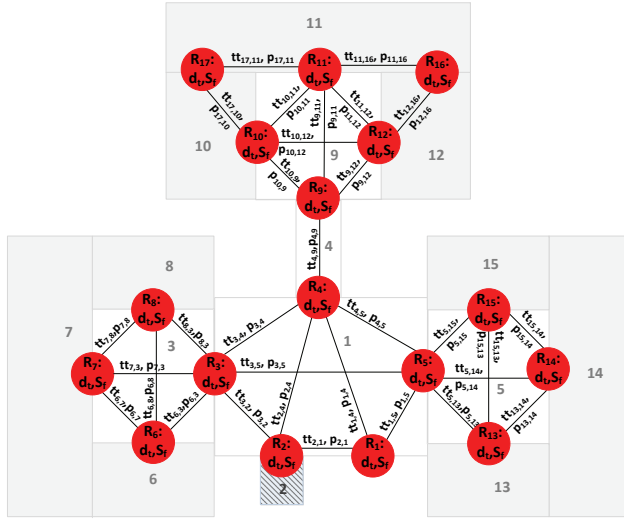 11
R17:
dt,Sf
tt17,11, p17,11
R11:
dt,Sf
tt11,16, p11,16
R16:
dt,Sf
tt17,10,
p17,10
tt10,11,
p10,11
tt9,11,
p9,11
tt11,12,
p11,12
tt12,16,
p12,16
10
R10:
dt,Sf
tt10,12,
p10,12
9
R12:
dt,Sf
12
tt10,9,
p10,9
tt9,12,
p9,12
R9:
dt,Sf
4
tt4,9,p4,9
8
15
R8:
dt,Sf
R4:
dt,Sf
R15:
dt,Sf
7
tt7,8,p7,8
tt8,3, p8,3
3
tt3,4, p3,4
1
tt4,5, p4,5
tt5,15,
p5,15
tt15,13,
p15,13
tt15,14,
p15,14
R7:
dt,Sf
tt7,3, p7,3
R3:
dt,Sf
tt3,5, p3,5
R5:
dt,Sf
tt5,14,
p5,14
5
R14:
dt,Sf
14
tt6,7, p6,7
tt6,8, p6,8
tt6,3, p6,3
tt3,2, p3,2
tt2,4, p2,4
tt1,4, p1,4
tt1,5, p1,5
tt5,13, p5,13
tt13,14,
p13,14
R6:
dt,Sf
R2:
dt,Sf
tt2,1, p2,1
R1:
dt,Sf
R13:
dt,Sf
6
2
13